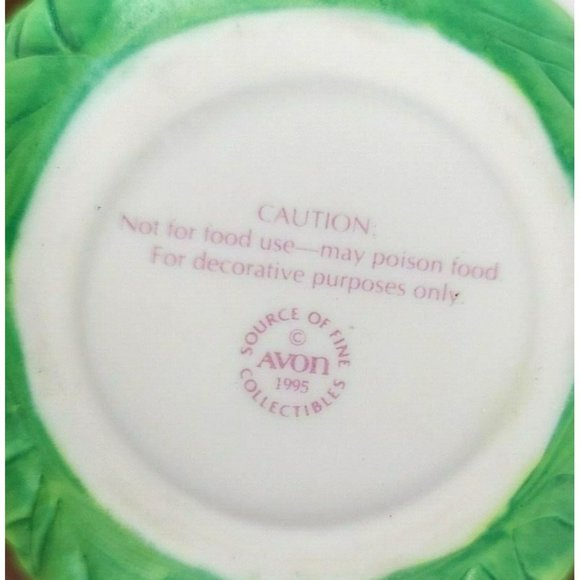 CAUTION:
Not for food use—may poison food.
For decorative purposes only.
SOURCE OF FINE
©
AVON
1995
COLLECTIBLES